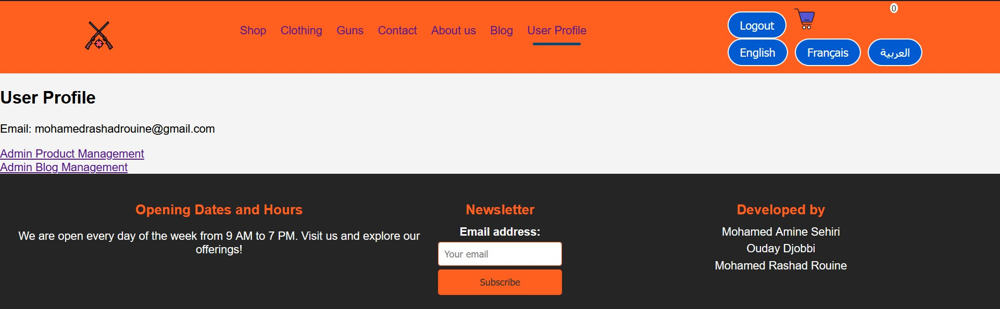 Shop Clothing Guns Contact About us Blog User Profile
Logout
0
English Français العربية
User Profile
Email: mohamedrashadrouine@gmail.com
Admin Product Management
Admin Blog Management
Opening Dates and Hours
We are open every day of the week from 9 AM to 7 PM. Visit us and explore our
offerings!
Newsletter
Email address:
Your email
Subscribe
Developed by
Mohamed Amine Sehiri
Ouday Djobbi
Mohamed Rashad Rouine